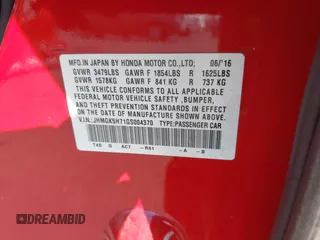 MFD.IN JAPAN BY HONDA MOTOR CO.,LTD; 06/'16
GVWR 3479LBS GAWR F 1854LBS R 1625LBS
GVWR 1578KG GAWR F 841 KG R 737 KG
THIS VEHICLE CONFORMS TO ALL APPLICABLE
FEDERAL MOTOR VEHICLE SAFETY ,BUMPER,
AND THEFT PREVENTION STANDARDS IN EFFECT
ON THE DATE OF MANUFACTURE SHOWN ABOVE.
V.I.N.:JHMGK5H71GS004370 TYPE:PASSENGER CAR
DREAMBID